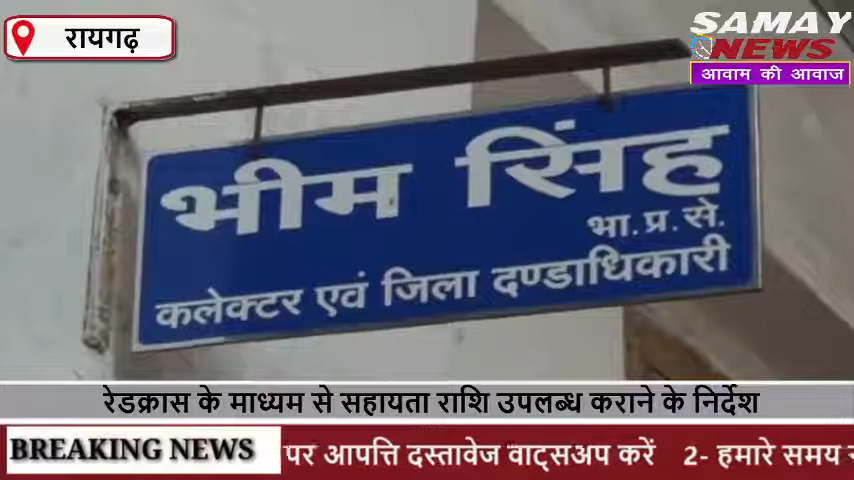 रायगढ़
SAMAY
NEWS
आवाम की आवाज
भीम सिंह
भा.प्र.से.
कलेक्टर एवं जिला दण्डाधिकारी
रेडक्रास के माध्यम से सहायता राशि उपलब्ध कराने के निर्देश
BREAKING NEWS
पर आपत्ति दस्तावेज वाट्सअप करें 2- हमारे समय